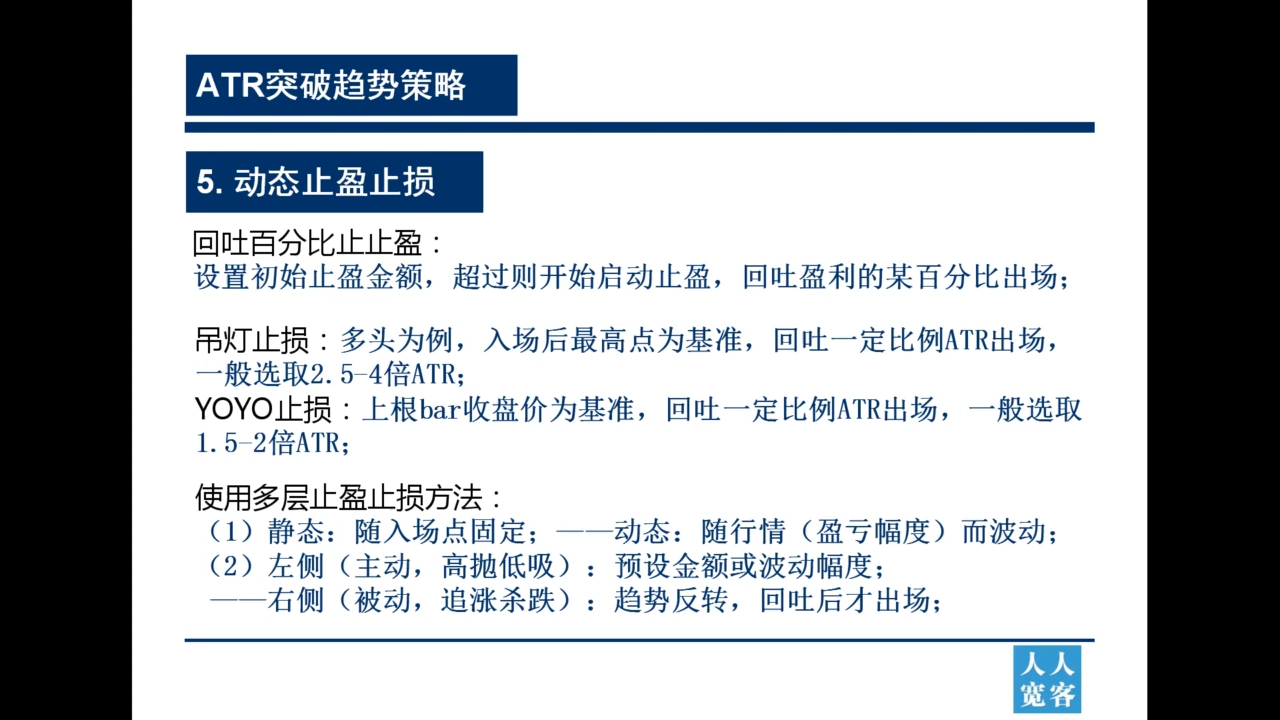 ATR突破趋势策略
5. 动态止盈止损
回吐百分比止止盈：
设置初始止盈金额，超过则开始启动止盈，回吐盈利的某百分比出场；
吊灯止损：多头为例，入场后最高点为基准，回吐一定比例ATR出场，
一般选取2.5-4倍ATR；
YOYO止损：上根bar收盘价为基准，回吐一定比例ATR出场，一般选取
1.5-2倍ATR；
使用多层止盈止损方法：
（1）静态：随入场点固定；——动态：随行情（盈亏幅度）而波动；
（2）左侧（主动，高抛低吸）：预设金额或波动幅度；
——右侧（被动，追涨杀跌）：趋势反转，回吐后才出场；
人人
宽客